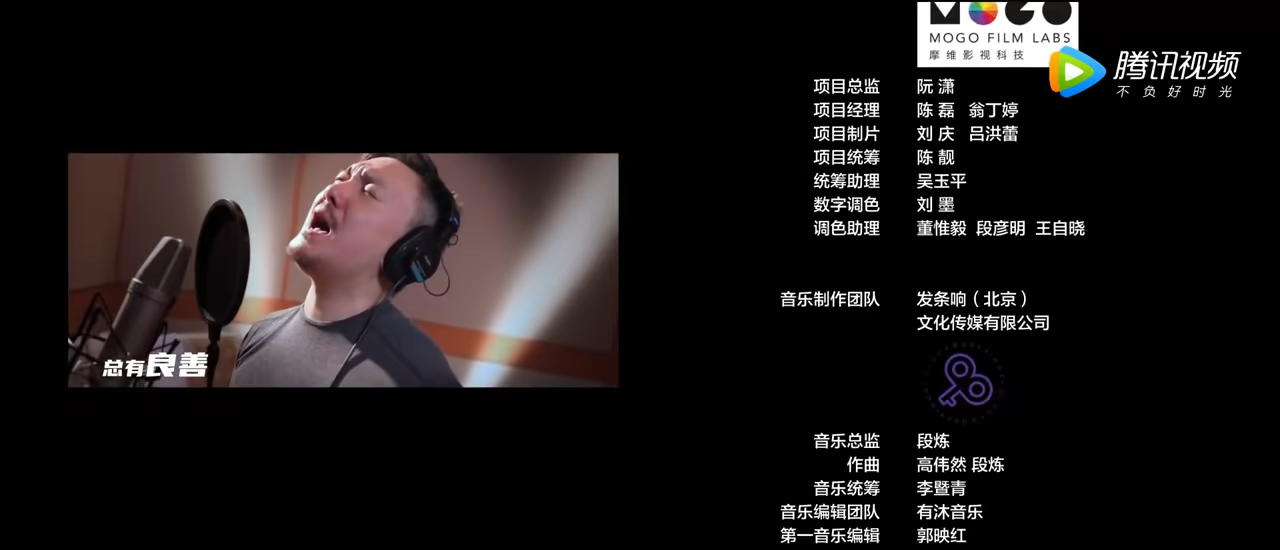 MOGO
MOGO FILM LABS
摩维影视科技
腾讯视频
不负好时光
项目总监 阮 潇
项目经理 陈 磊 翁丁婷
项目制片 刘 庆 吕洪蕾
项目统筹 陈 靓
统筹助理 吴玉平
数字调色 刘 墨
调色助理 董惟毅 段彦明 王自晓
音乐制作团队 发条响（北京）
文化传媒有限公司
总有良善
音乐总监 段炼
作曲 高伟然 段炼
音乐统筹 李暨青
音乐编辑团队 有沐音乐
第一音乐编辑 郭映红